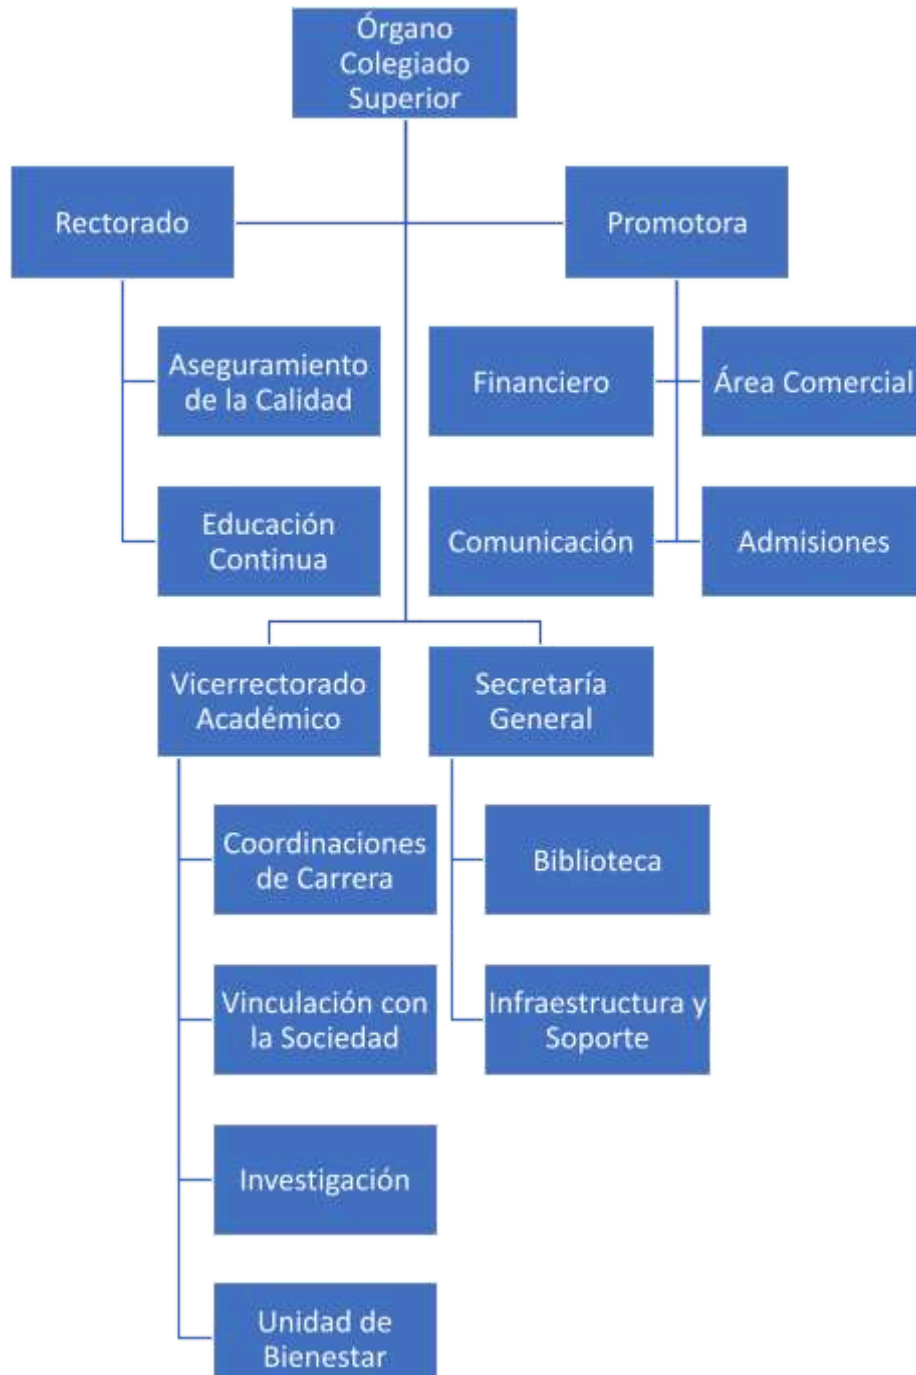 Órgano
Colegiado
Superior
Rectorado
Promotora
Aseguramiento
de la Calidad
Financiero
Área Comercial
Educación
Continua
Comunicación
Admisiones
Vicerrectorado
Académico
Secretaría
General
Coordinaciones
de Carrera
Biblioteca
Vinculación con
la Sociedad
Infraestructura y
Soporte
Investigación
Unidad de
Bienestar